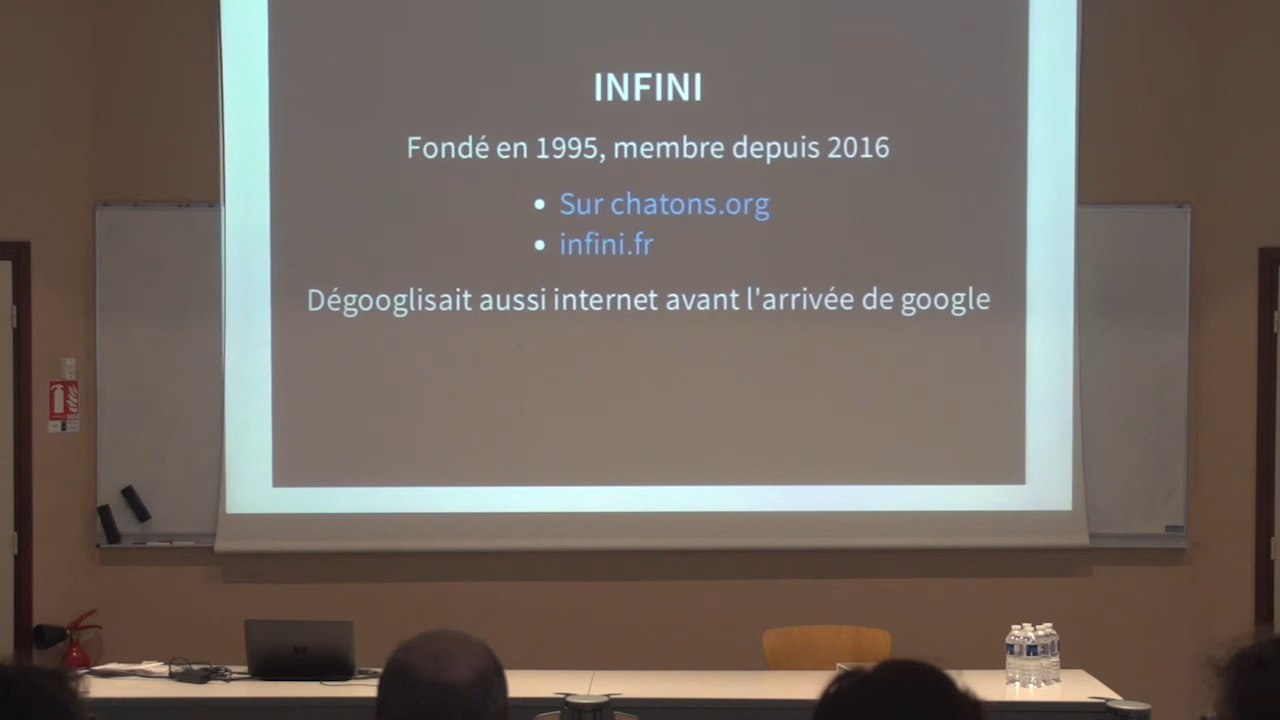 INFINI
Fondé en 1995, membre depuis 2016
Sur chatons.org
infini.fr
Dégooglisait aussi internet avant l'arrivée de google